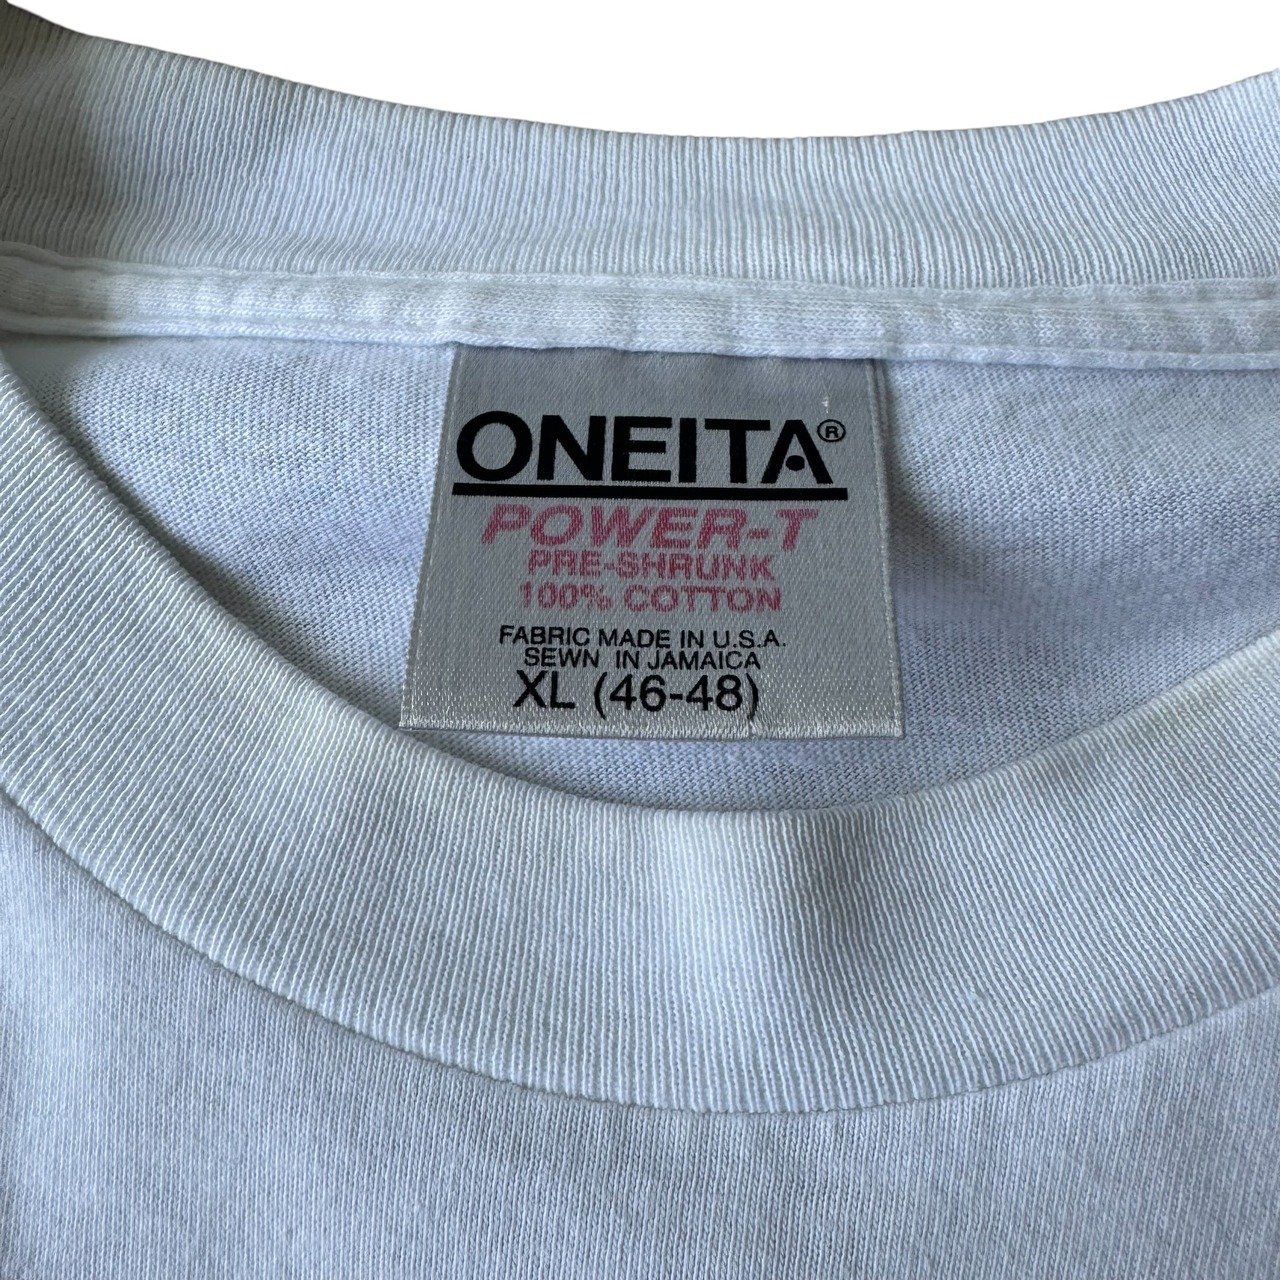 ONEITA®
POWER-T
PRE-SHRUNK
100% COTTON
FABRIC MADE IN U.S.A.
SEWN IN JAMAICA
XL (46-48)